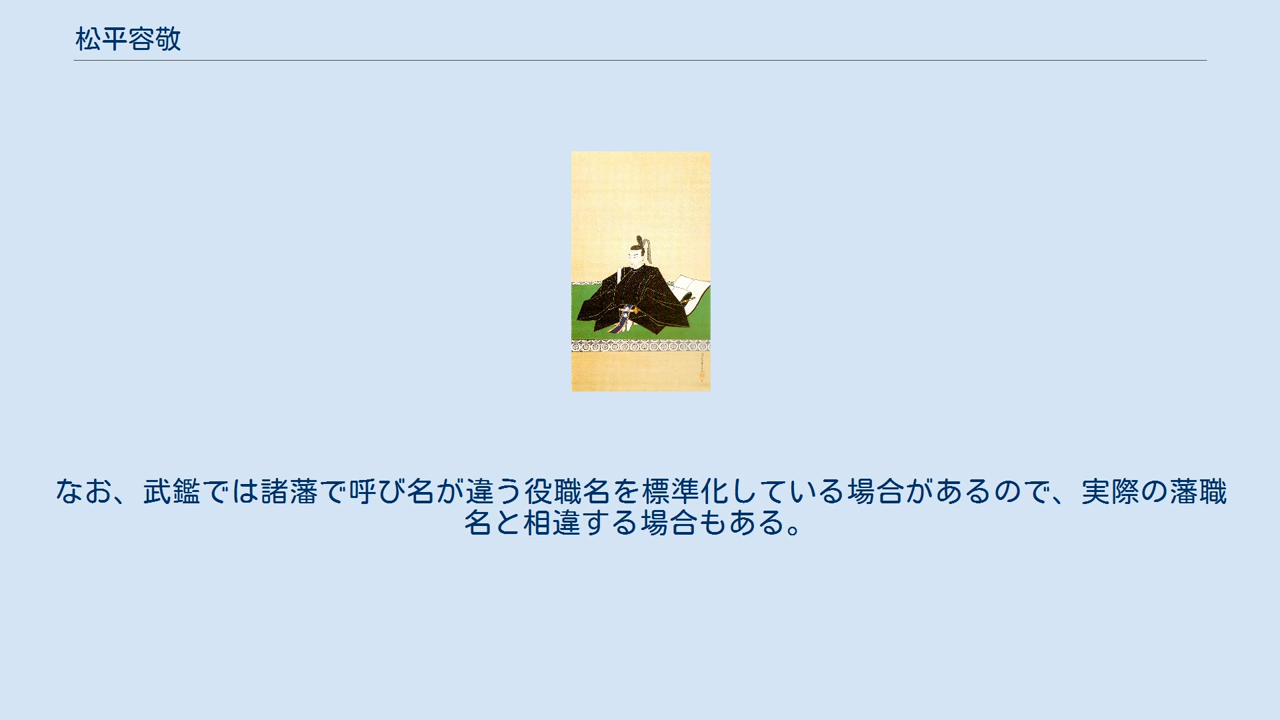 松平容敬
なお、武鑑では諸藩で呼び名が違う役職名を標準化している場合があるので、実際の藩職
名と相違する場合もある。